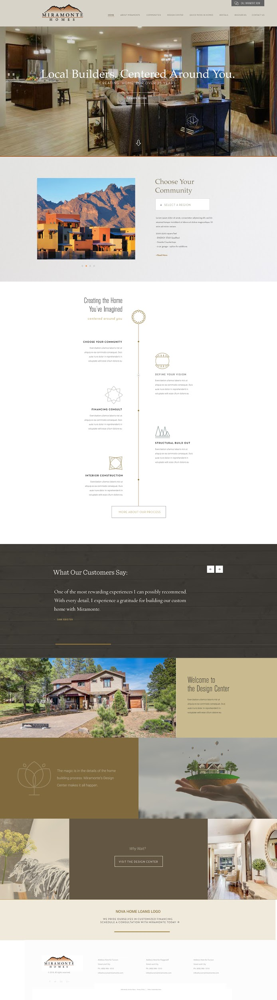 CALL MIRAMONTE NOW
MIRAMONTE
HOMES
HOME ABOUT MIRAMONTE COMMUNITIES DESIGN CENTER QUICK MOVE IN HOMES RENTALS RESOURCES CONTACT US
Local Builders. Centered Around You.
CREATING 'HOME' FOR OVER 25 YEARS.
LEARN MORE
Choose Your
Community
SELECT A REGION
Lorem ipsum dolor sit amet, consectetur adipisicing elit, sed do
eiusmod tempor incididunt ut labore et dolore magna aliqua. Ut
enim ad minim veniam.
2000-2500 square feet
- ENERGY STAR Qualified
- Granite Countertops
- 2 car garage - option for additions
+ Read More
Creating the Home
You've Imagined
centered around you
CHOOSE YOUR COMMUNITY
Exercitation ullamco laboris nisi ut
aliquip ex ea commodo consequat. Duis
aute irure dolor in reprehenderit in
voluptate velit esse cillum dolore eu
DEFINE YOUR VISION
Exercitation ullamco laboris nisi ut
aliquip ex ea commodo consequat. Duis
aute irure dolor in reprehenderit in
voluptate velit esse cillum dolore eu
FINANCING CONSULT
Exercitation ullamco laboris nisi ut
aliquip ex ea commodo consequat. Duis
aute irure dolor in reprehenderit in
voluptate velit esse cillum dolore eu
STRUCTURAL BUILD OUT
Exercitation ullamco laboris nisi ut
aliquip ex ea commodo consequat. Duis
aute irure dolor in reprehenderit in
voluptate velit esse cillum dolore eu
INTERIOR CONSTRUCTION
Exercitation ullamco laboris nisi ut
aliquip ex ea commodo consequat. Duis
aute irure dolor in reprehenderit in
voluptate velit esse cillum dolore eu
MORE ABOUT OUR PROCESS
What Our Customers Say:
One of the most rewarding experiences I can possibly recommend.
With every detail, I experience a gratitude for building our custom
home with Miramonte.
- SAM ISBISTER
MIRAMONTE
HOMES
Welcome to
the Design Center
Exercitation ullamco laboris nisi ut
aliquip ex ea commodo consequat. Duis
aute irure dolor in reprehenderit in
voluptate velit esse cillum dolore eu
The magic is in the details of the home
building process. Miramonte's Design
Center makes it all happen.
Why Wait?
VISIT THE DESIGN CENTER
NOVA HOME LOANS LOGO
WE PRIDE OURSELVES IN CUSTOMIZED FINANCING
SCHEDULE A CONSULTATION WITH MIRAMONTE TODAY →
MIRAMONTE
HOMES
© 2018. All rights reserved.
Address Here for Tucson
Street and City
Ph: (480) 966-1010
info@tucsonmiramonte.com
Address Here for Flaggstaff
Street and City
Ph: (480) 966-1010
info@tucsonmiramonte.com
Address Here for Tucson
Street and City
Ph: (480) 966-1010
info@tucsonmiramonte.com
Privacy Policy |